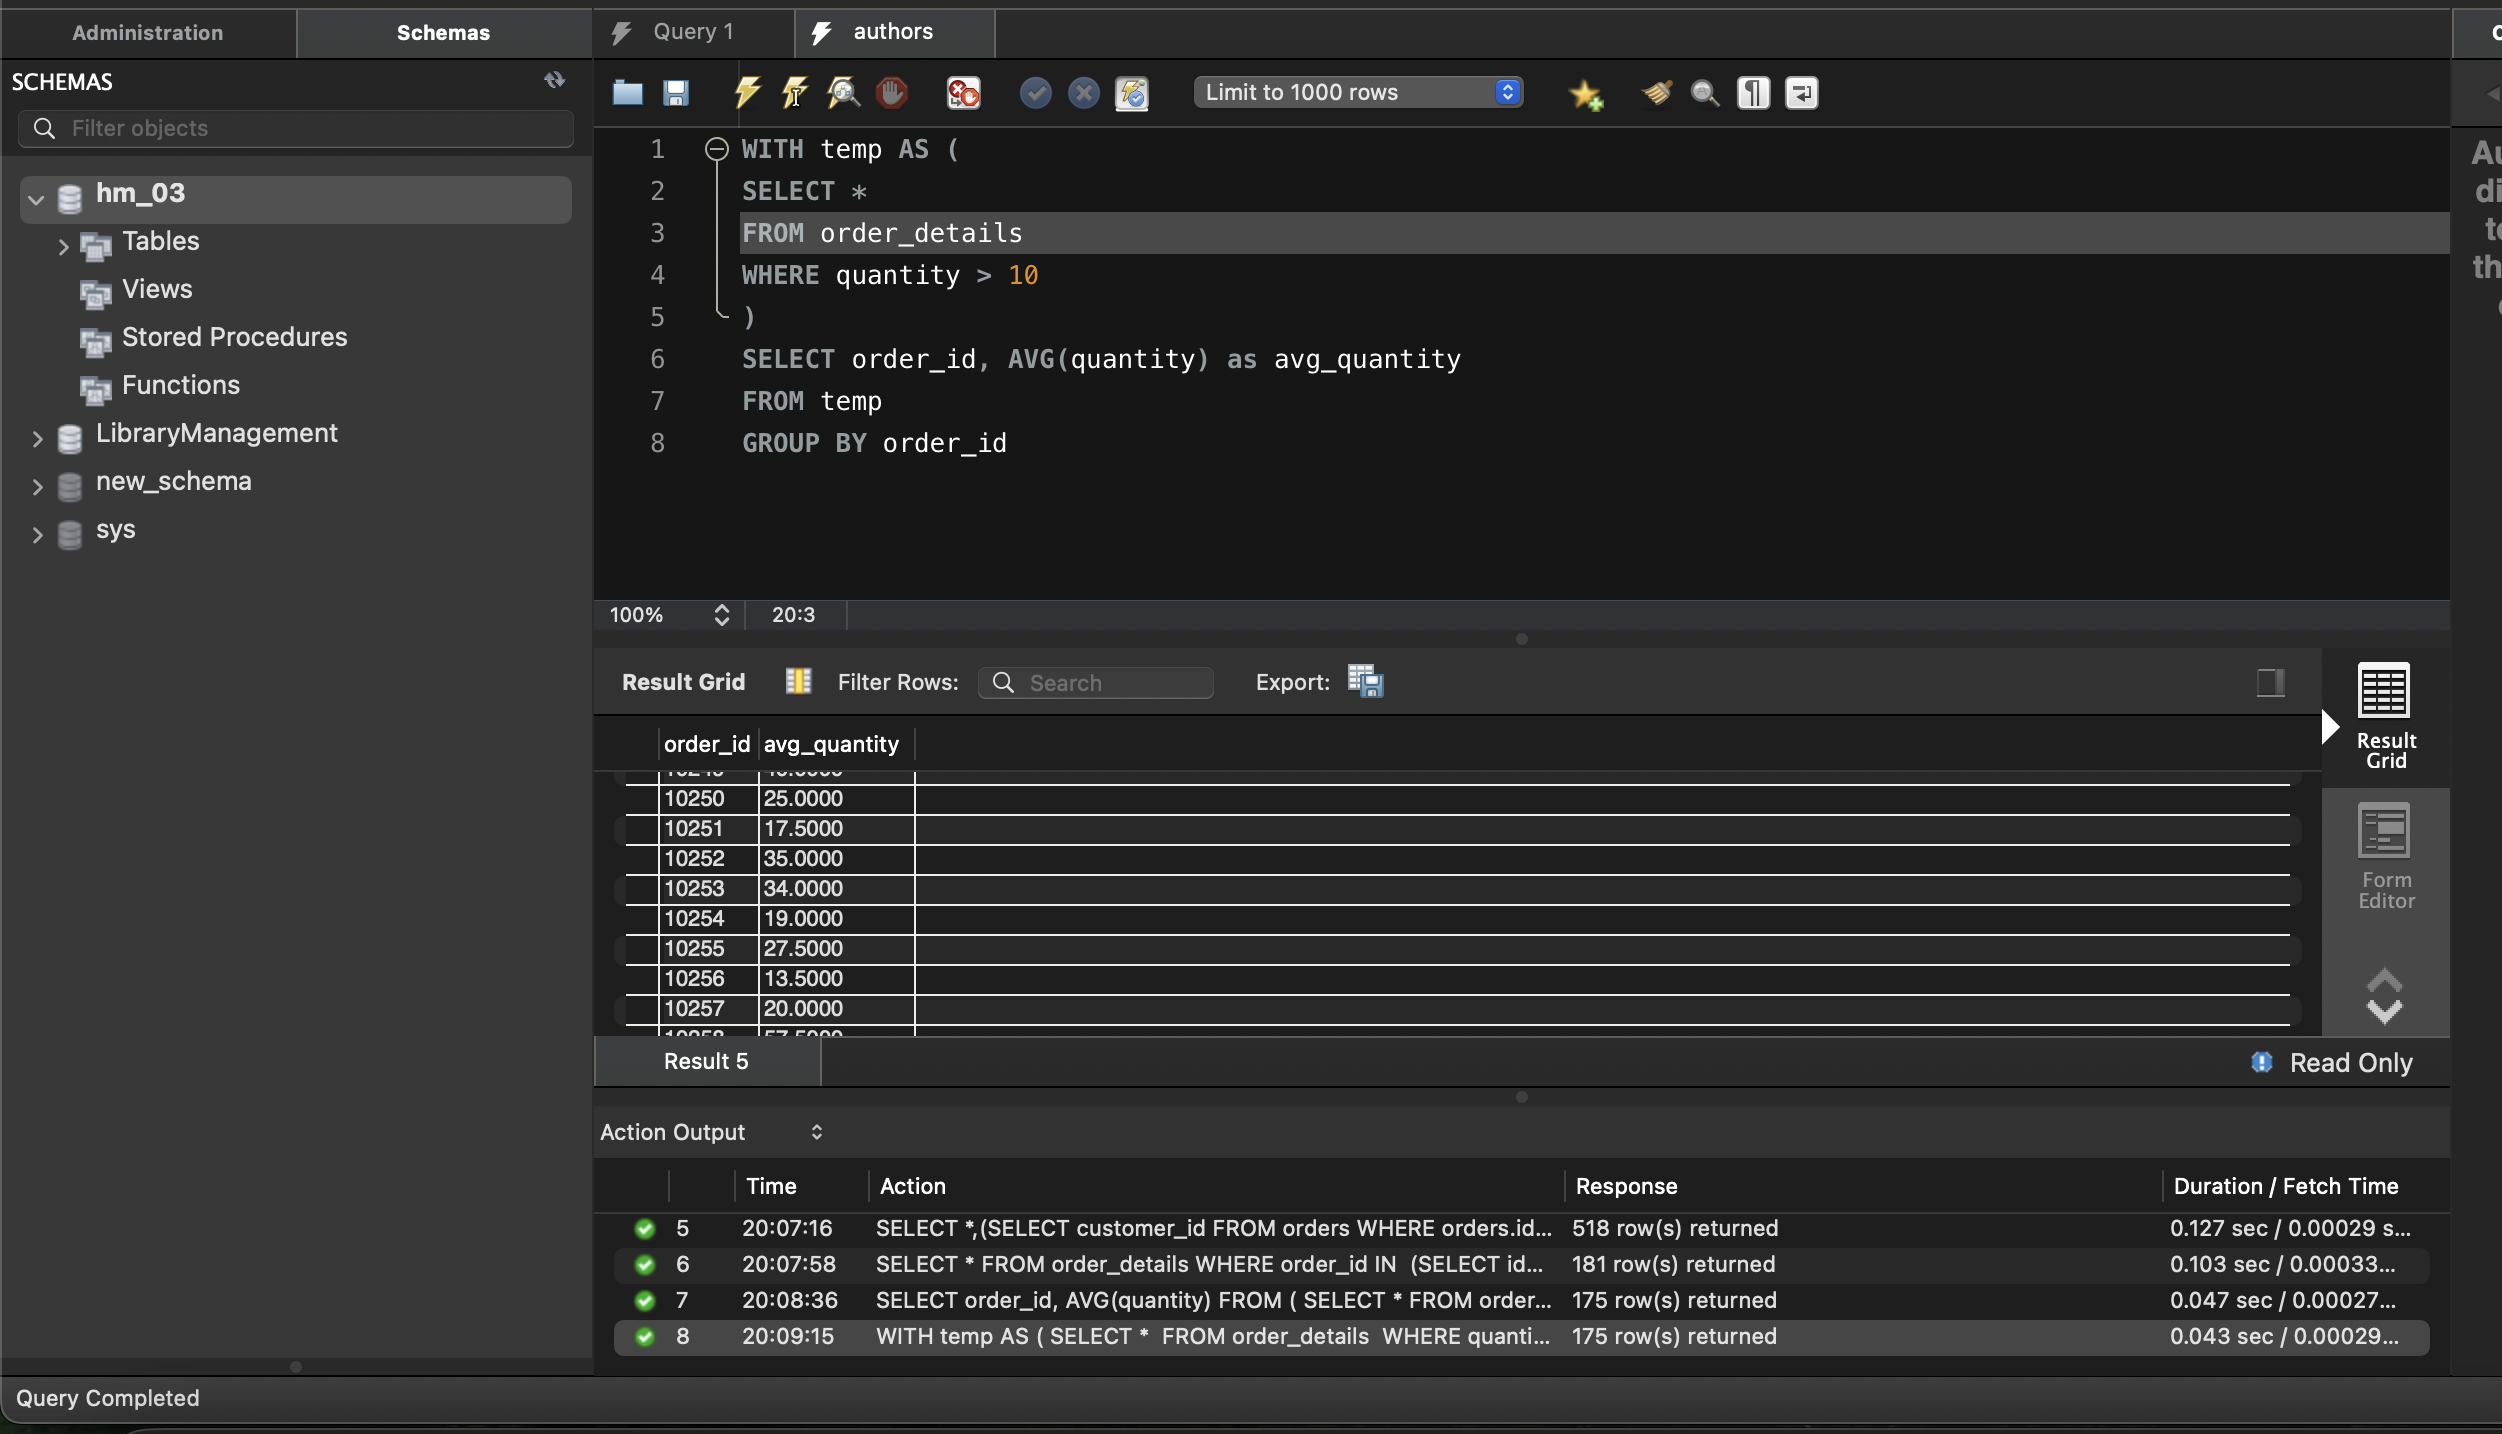 Administration
Schemas
SCHEMAS
Filter objects
hm_03
Tables
Views
Stored Procedures
Functions
LibraryManagement
new_schema
sys
Query 1
authors
Limit to 1000 rows
1 WITH temp AS (
2 SELECT *
3 FROM order_details
4 WHERE quantity > 10
5 )
6 SELECT order_id, AVG(quantity) as avg_quantity
7 FROM temp
8 GROUP BY order_id
100% 20:3
Result Grid Filter Rows: Search Export:
order_id avg_quantity
10250 25.0000
10251 17.5000
10252 35.0000
10253 34.0000
10254 19.0000
10255 27.5000
10256 13.5000
10257 20.0000
Result
Grid
Form
Editor
Result 5
Read Only
Action Output
Time Action Response Duration / Fetch Time
5 20:07:16 SELECT *,(SELECT customer_id FROM orders WHERE orders.id... 518 row(s) returned 0.127 sec / 0.00029 s...
6 20:07:58 SELECT * FROM order_details WHERE order_id IN (SELECT id... 181 row(s) returned 0.103 sec / 0.00033...
7 20:08:36 SELECT order_id, AVG(quantity) FROM ( SELECT * FROM order... 175 row(s) returned 0.047 sec / 0.00027...
8 20:09:15 WITH temp AS ( SELECT * FROM order_details WHERE quanti... 175 row(s) returned 0.043 sec / 0.00029...
Query Completed